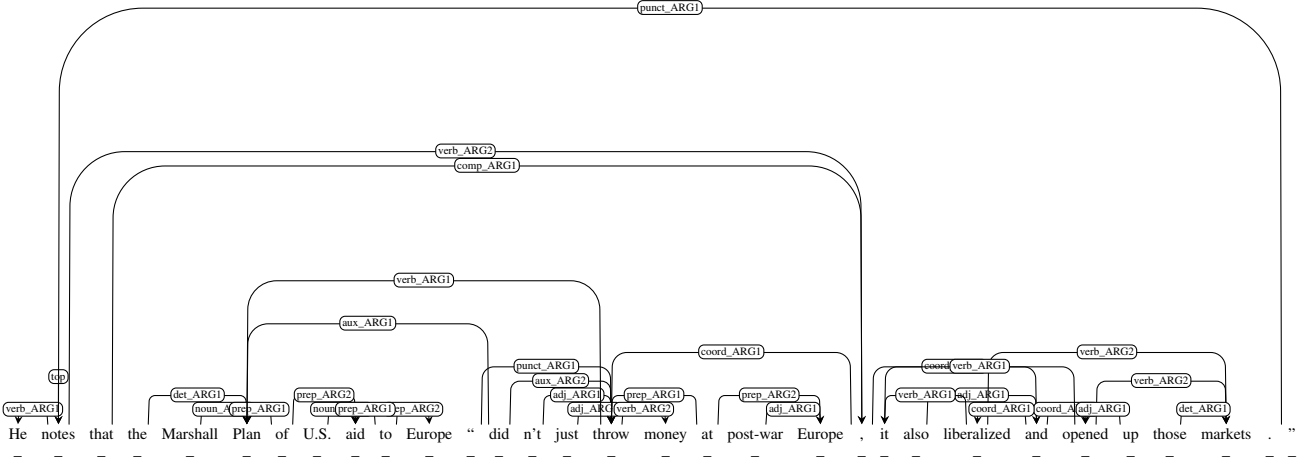 punct_ARG1
verb_ARG2
comp_ARG1
verb_ARG1
aux_ARG1
coord_ARG1 verb_ARG2
punct_ARG1 verb_ARG1
top aux_ARG2 verb_ARG2
det_ARG1 prep_ARG2 adj_ARG1 prep_ARG1 prep_ARG2 verb_ARG1 adj_ARG1
verb_ARG1 prep_ARG1 prep_ARG1 verb_ARG2 adj_ARG1 coord_ARG1 adj_ARG1 det_ARG1
He notes that the Marshall Plan of U.S. aid to Europe “ did n’t just throw money at post-war Europe , it also liberalized and opened up those markets . ”